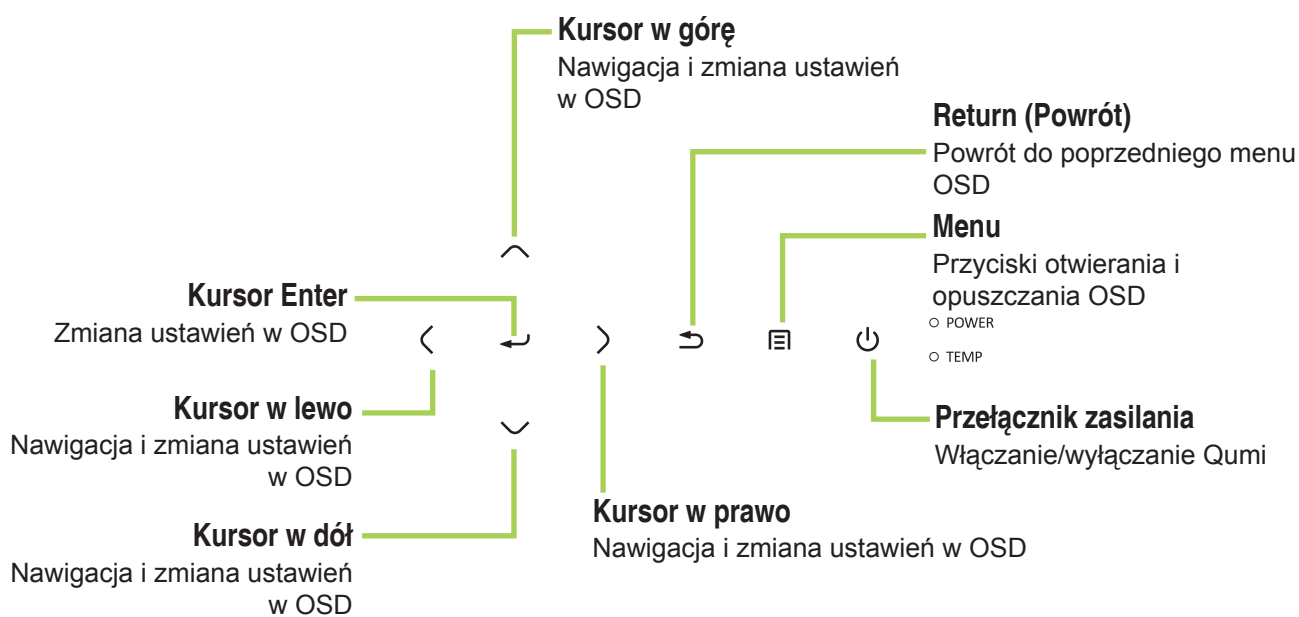 Kursor w górę
Nawigacja i zmiana ustawień
w OSD
Return (Powrót)
Powrót do poprzedniego menu
OSD
Menu
Przyciski otwierania i
opuszczania OSD
Kursor Enter
Zmiana ustawień w OSD
POWER
TEMP
Kursor w lewo
Nawigacja i zmiana ustawień
w OSD
Przełącznik zasilania
Włączanie/wyłączanie Qumi
Kursor w prawo
Nawigacja i zmiana ustawień w OSD
Kursor w dół
Nawigacja i zmiana ustawień
w OSD